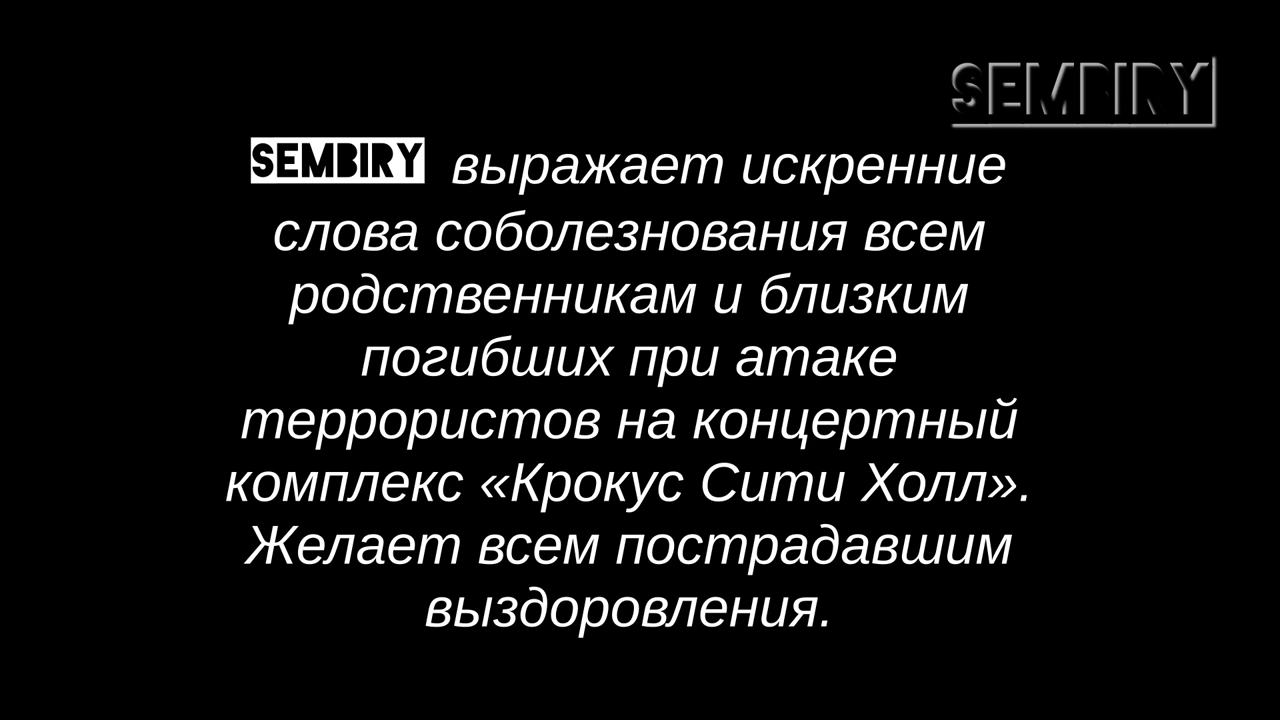 SEMBIRY
SEMBIRY выражает искренние
слова соболезнования всем
родственникам и близким
погибших при атаке
террористов на концертный
комплекс «Крокус Сити Холл».
Желает всем пострадавшим
выздоровления.